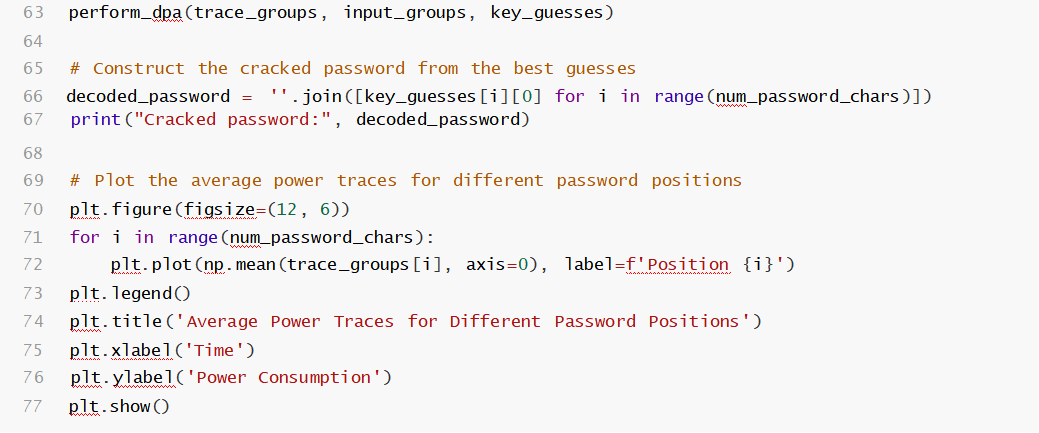 63 perform_dpa(trace_groups, input_groups, key_guesses)
64
65 # Construct the cracked password from the best guesses
66 decoded_password = ''.join([key_guesses[i][0] for i in range(num_password_chars)])
67 print("Cracked password:", decoded_password)
68
69 # Plot the average power traces for different password positions
70 plt.figure(figsize=(12, 6))
71 for i in range(num_password_chars):
72     plt.plot(np.mean(trace_groups[i], axis=0), label=f'Position {i}')
73 plt.legend()
74 plt.title('Average Power Traces for Different Password Positions')
75 plt.xlabel('Time')
76 plt.ylabel('Power Consumption')
77 plt.show()